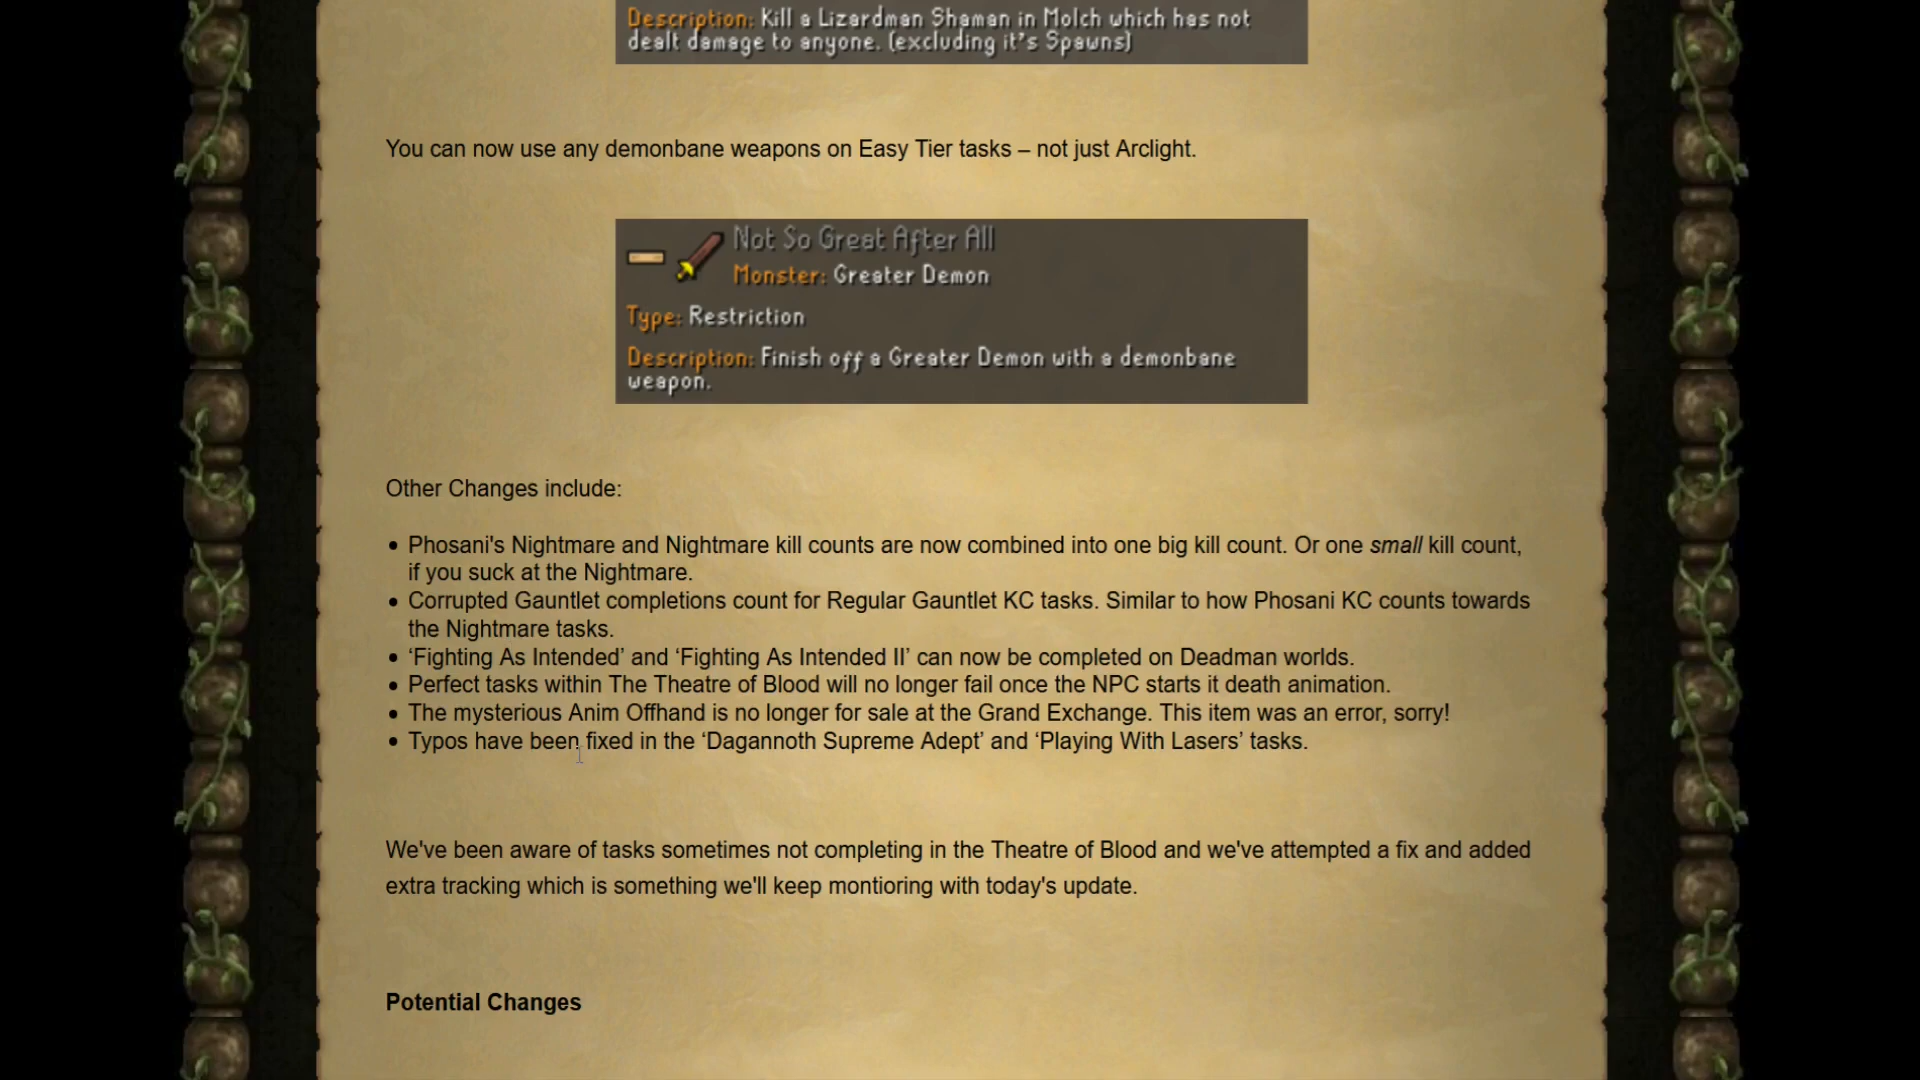 Description: Kill a Lizardman Shaman in Molch which has not
dealt damage to anyone. (excluding it's Spawns)
You can now use any demonbane weapons on Easy Tier tasks – not just Arclight.
Not So Great After All
Monster: Greater Demon
Type: Restriction
Description: Finish off a Greater Demon with a demonbane
weapon.
Other Changes include:
• Phosani's Nightmare and Nightmare kill counts are now combined into one big kill count. Or one small kill count,
if you suck at the Nightmare.
• Corrupted Gauntlet completions count for Regular Gauntlet KC tasks. Similar to how Phosani KC counts towards
the Nightmare tasks.
• ‘Fighting As Intended’ and ‘Fighting As Intended II’ can now be completed on Deadman worlds.
• Perfect tasks within The Theatre of Blood will no longer fail once the NPC starts it death animation.
• The mysterious Anim Offhand is no longer for sale at the Grand Exchange. This item was an error, sorry!
• Typos have been fixed in the ‘Dagannoth Supreme Adept’ and ‘Playing With Lasers’ tasks.
We've been aware of tasks sometimes not completing in the Theatre of Blood and we've attempted a fix and added
extra tracking which is something we'll keep montioring with today's update.
Potential Changes